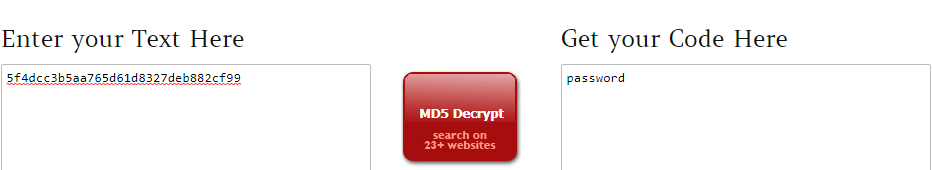 Enter your Text Here
Get your Code Here
5f4dcc3b5aa765d61d8327deb882cf99
password
MD5 Decrypt
search on
23+ websites